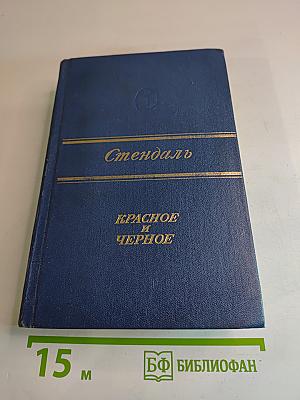 Стендаль
КРАСНОЕ
И
ЧЕРНОЕ
15 м
БФ БИБЛИОФАН